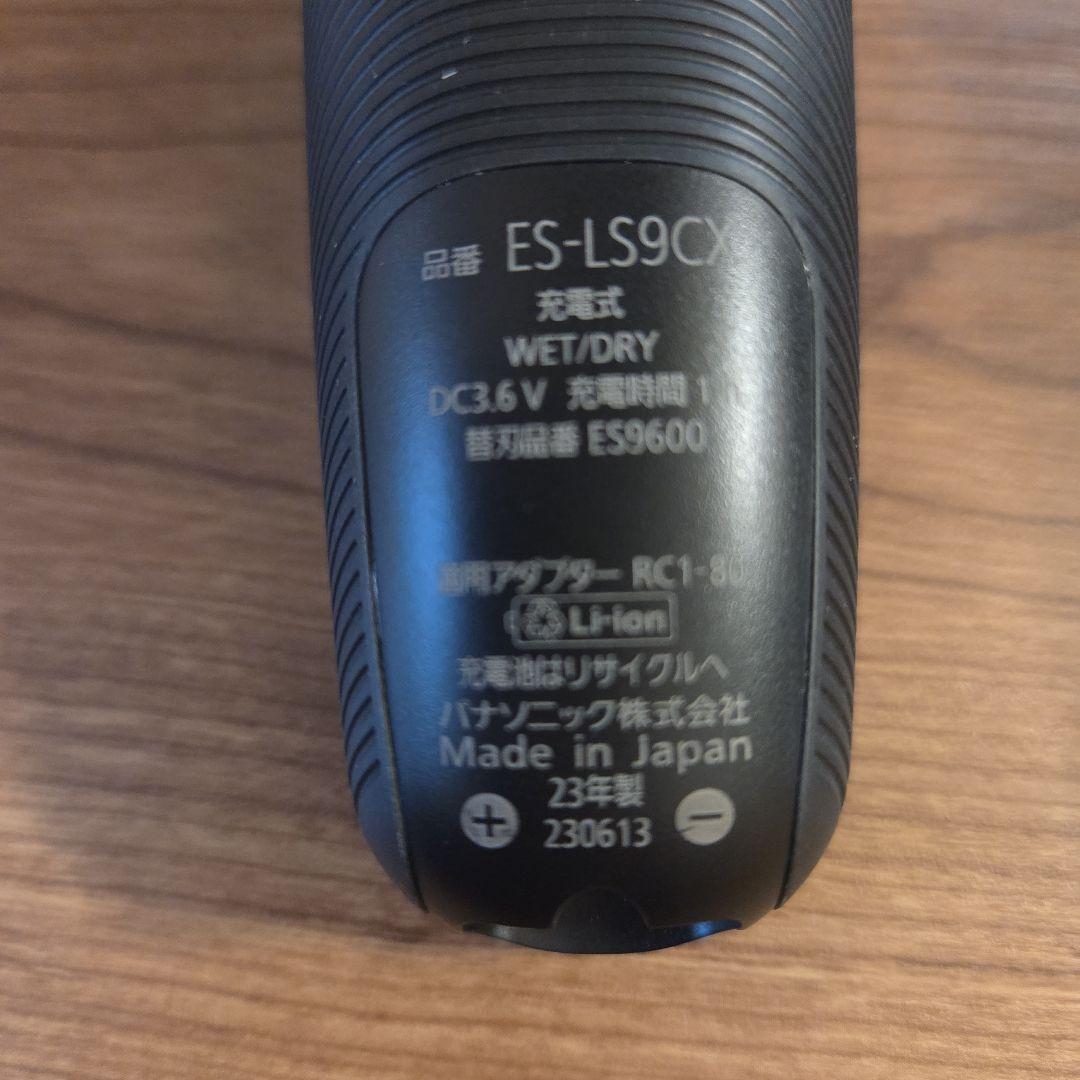 品番 ES-LS9CX
充電式
WET/DRY
DC3.6 V 充電時間 1
替刃品番 ES9600
適用アダプター RC1-80
Li-ion
充電池はリサイクルへ
パナソニック株式会社
Made in Japan
23年製
+ 230613 −